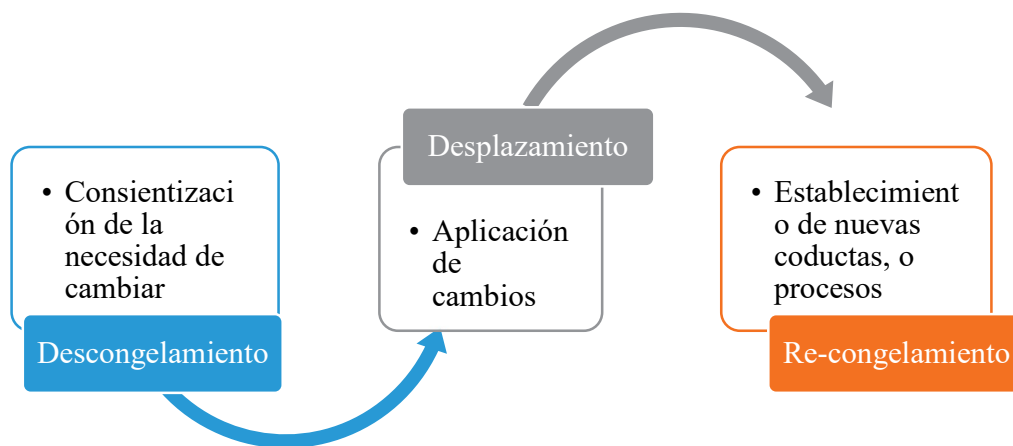 • Consientizaci
ón de la
necesidad de
cambiar
Descongelamiento
Desplazamiento
• Aplicación
de
cambios
• Establecimient
o de nuevas
coductas, o
procesos
Re-congelamiento